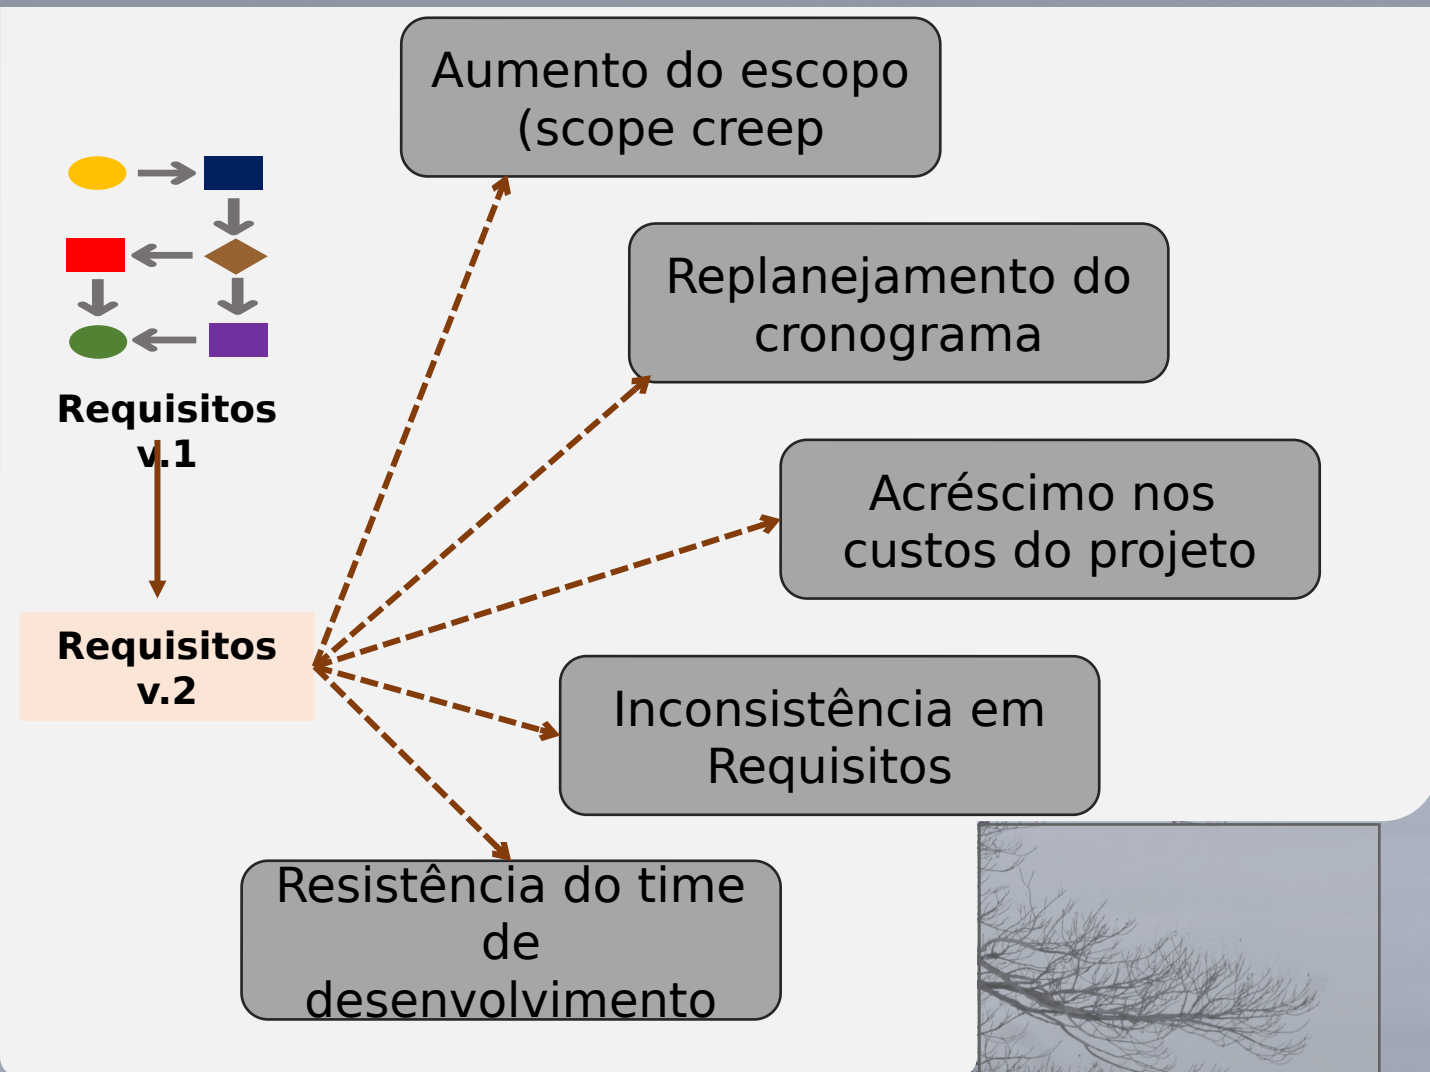 Aumento do escopo
(scope creep
Replanejamento do
cronograma
Requisitos
v.1
Acréscimo nos
custos do projeto
Requisitos
v.2
Inconsistência em
Requisitos
Resistência do time
de
desenvolvimento